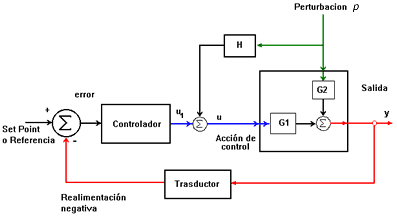 Perturbacion p
H
G2
Salida
error
+
Σ
Set Point
o Referencia
-
Controlador
u1
Σ
u
Acción de
control
G1
Σ
y
Trasductor
Realimentación
negativa